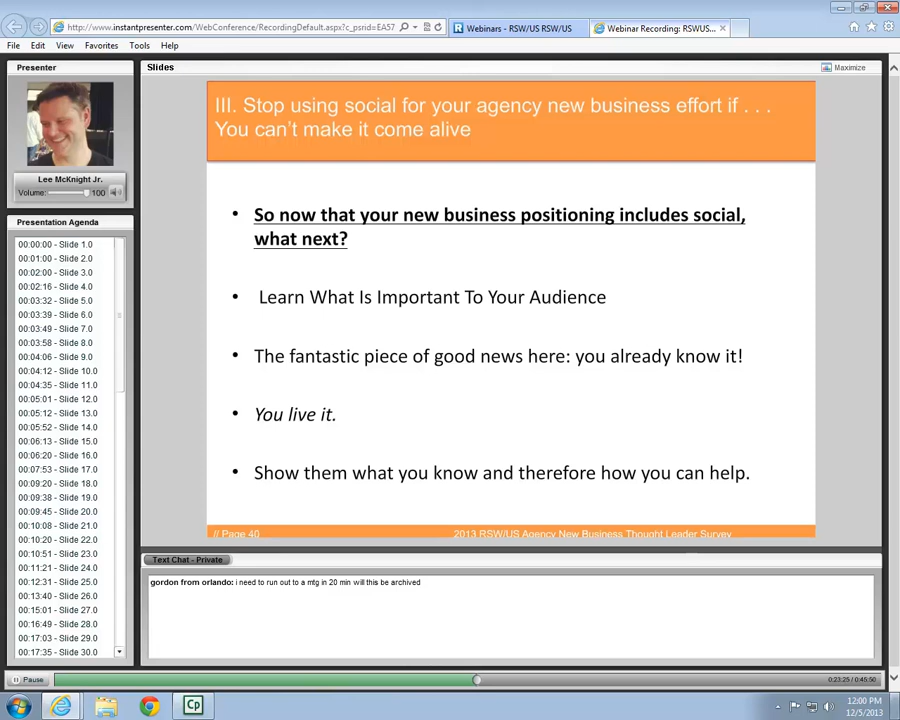 http://www.instantpresenter.com/WebConference/RecordingDefault.aspx?c_psrid=EA57
Webinars - RSW/US RSW/US
Webinar Recording: RSWUS...
File Edit View Favorites Tools Help
Presenter
Lee McKnight Jr.
Volume: 100
Presentation Agenda
00:00:00 - Slide 1.0
00:01:00 - Slide 2.0
00:02:00 - Slide 3.0
00:02:16 - Slide 4.0
00:03:32 - Slide 5.0
00:03:39 - Slide 6.0
00:03:49 - Slide 7.0
00:03:58 - Slide 8.0
00:04:06 - Slide 9.0
00:04:12 - Slide 10.0
00:04:35 - Slide 11.0
00:05:01 - Slide 12.0
00:05:12 - Slide 13.0
00:05:52 - Slide 14.0
00:06:13 - Slide 15.0
00:06:20 - Slide 16.0
00:07:53 - Slide 17.0
00:09:20 - Slide 18.0
00:09:38 - Slide 19.0
00:09:45 - Slide 20.0
00:10:08 - Slide 21.0
00:10:20 - Slide 22.0
00:10:51 - Slide 23.0
00:11:21 - Slide 24.0
00:12:31 - Slide 25.0
00:13:40 - Slide 26.0
00:15:01 - Slide 27.0
00:16:49 - Slide 28.0
00:17:03 - Slide 29.0
00:17:35 - Slide 30.0
Slides
Maximize
III. Stop using social for your agency new business effort if . . .
You can't make it come alive
• So now that your new business positioning includes social,
what next?
• Learn What Is Important To Your Audience
• The fantastic piece of good news here: you already know it!
• You live it.
• Show them what you know and therefore how you can help.
// Page 40
2013 RSW/US Agency New Business Thought Leader Survey
Text Chat - Private
gordon from orlando: i need to run out to a mtg in 20 min will this be archived
Pause
0:23:25 / 0:45:50
Cp
12:00 PM
12/5/2013